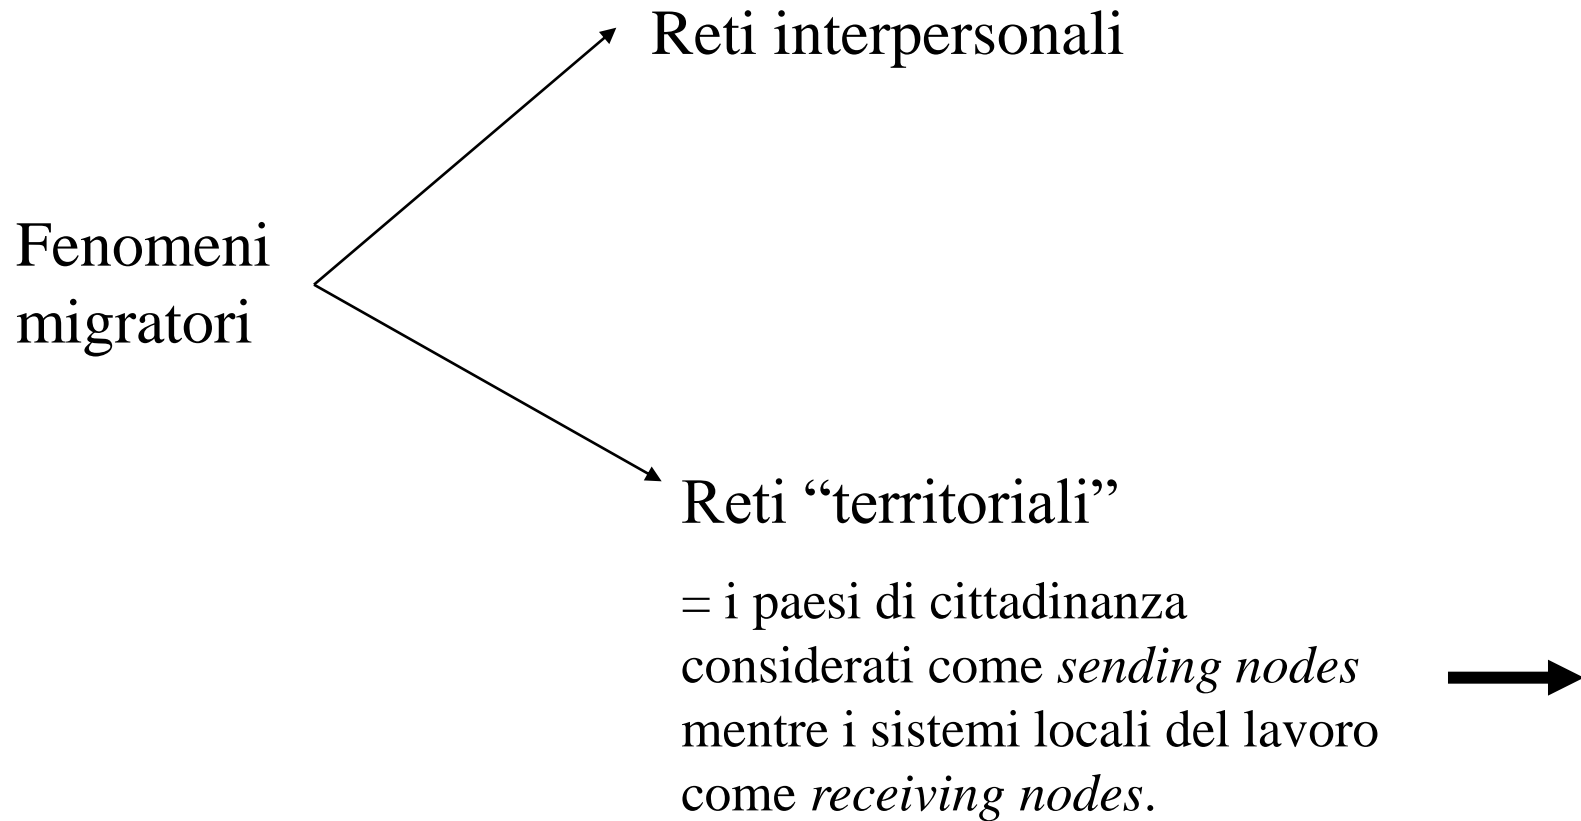 Reti interpersonali
Fenomeni
migratori
Reti “territoriali”
= i paesi di cittadinanza
considerati come sending nodes
mentre i sistemi locali del lavoro
come receiving nodes.